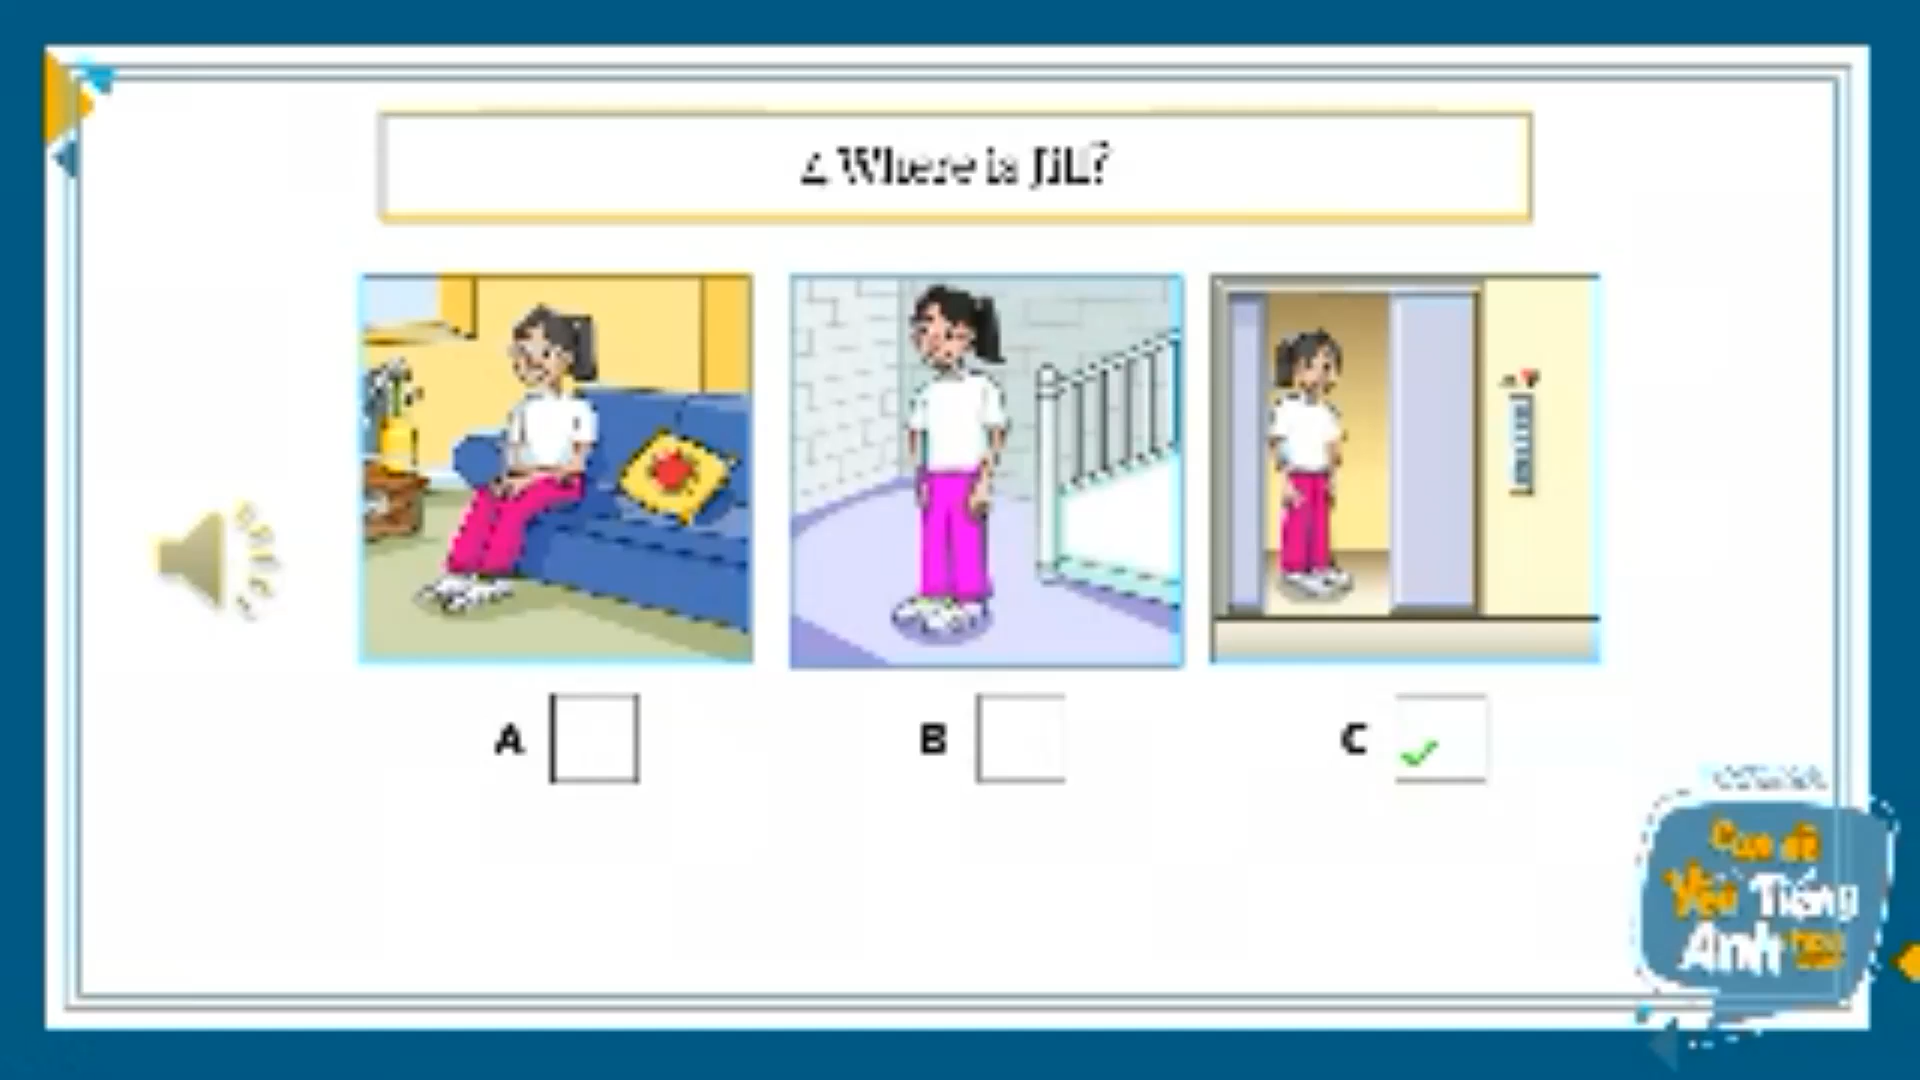 4 Where is Jill?
A
B
C
Yêu Tiếng
Anh